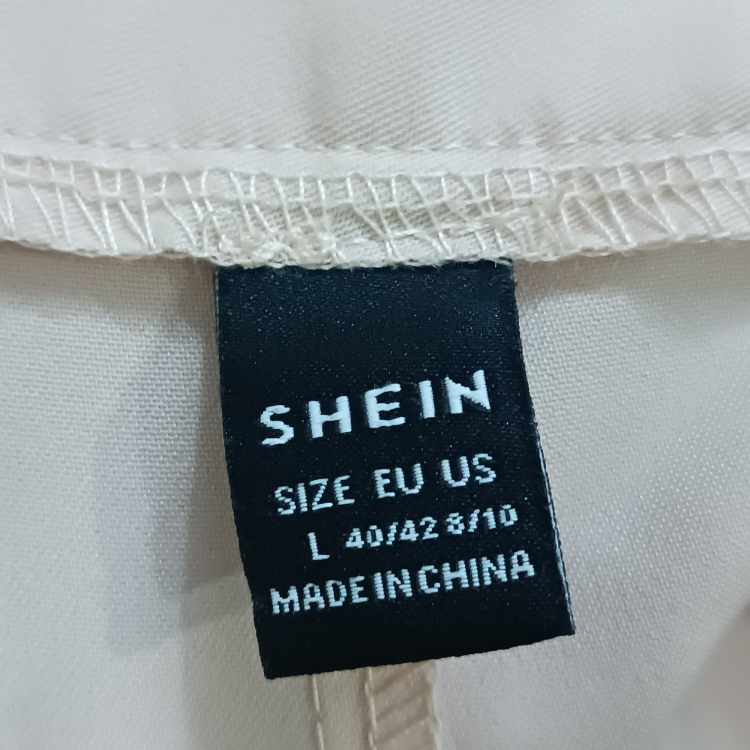 SHEIN
SIZE EU US
L 40/42 8/10
MADE IN CHINA